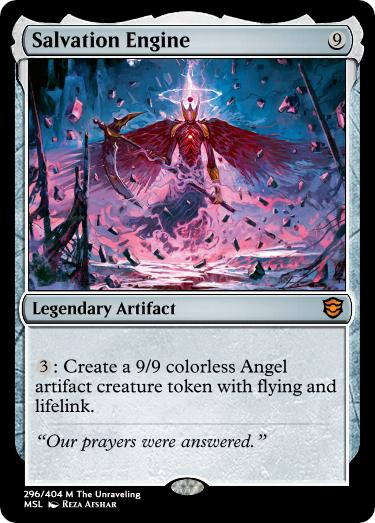 Salvation Engine 9
Legendary Artifact
3 : Create a 9/9 colorless Angel
artifact creature token with flying and
lifelink.
“Our prayers were answered.”
296/404 M The Unraveling
MSL Reza Afshar